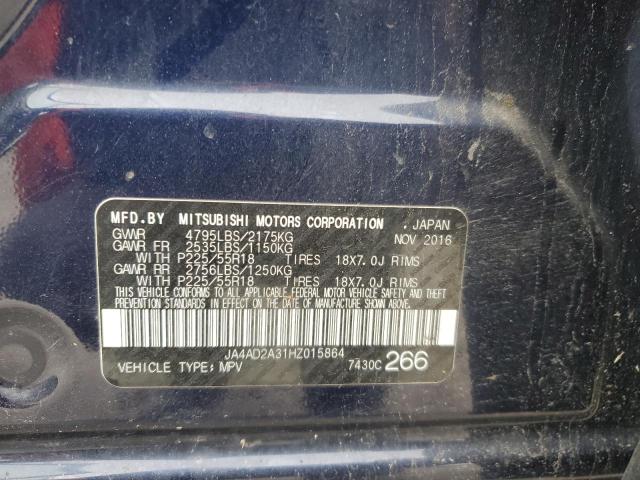 MFD.BY MITSUBISHI MOTORS CORPORATION , JAPAN
GVWR 4795LBS/2175KG NOV 2016
GAWR FR 2535LBS/1150KG
WITH P225/55R18 TIRES 18X7.0J RIMS
GAWR RR 2756LBS/1250KG
WITH P225/55R18 TIRES 18X7.0J RIMS
THIS VEHICLE CONFORMS TO ALL APPLICABLE FEDERAL MOTOR VEHICLE SAFETY AND THEFT
PREVENTION STANDARDS IN EFFECT ON THE DATE OF MANUFACTURE SHOWN ABOVE.
JA4AD2A31HZ015864
VEHICLE TYPE: MPV 7430C 266